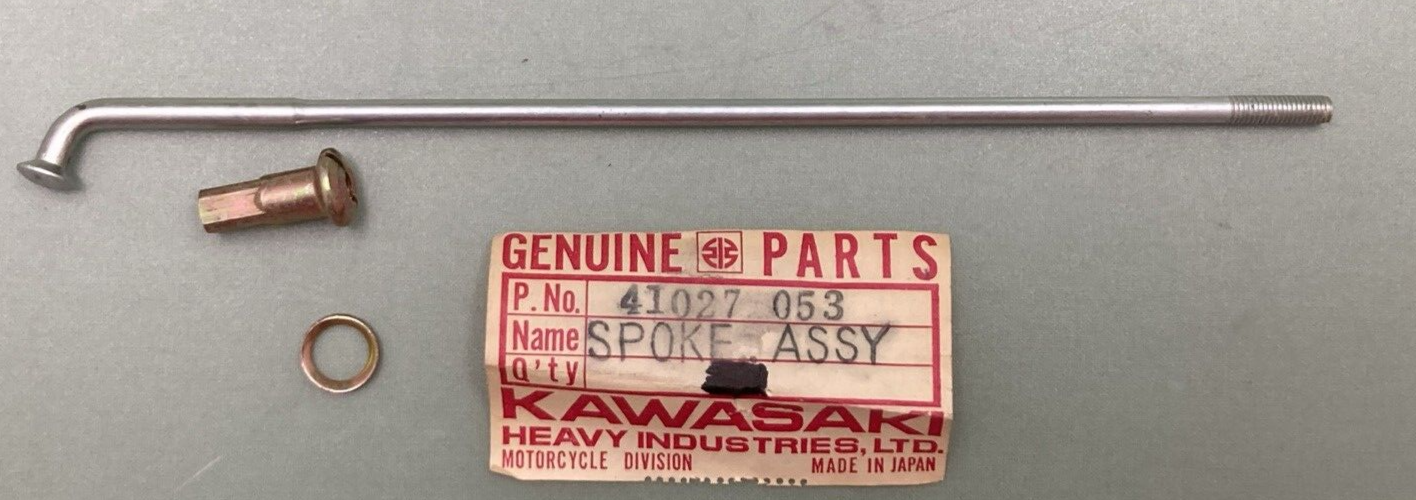 GENUINE PARTS
P. No. 41027 053
Name SPOKE ASSY
Q'ty
KAWASAKI
HEAVY INDUSTRIES, LTD.
MOTORCYCLE DIVISION MADE IN JAPAN